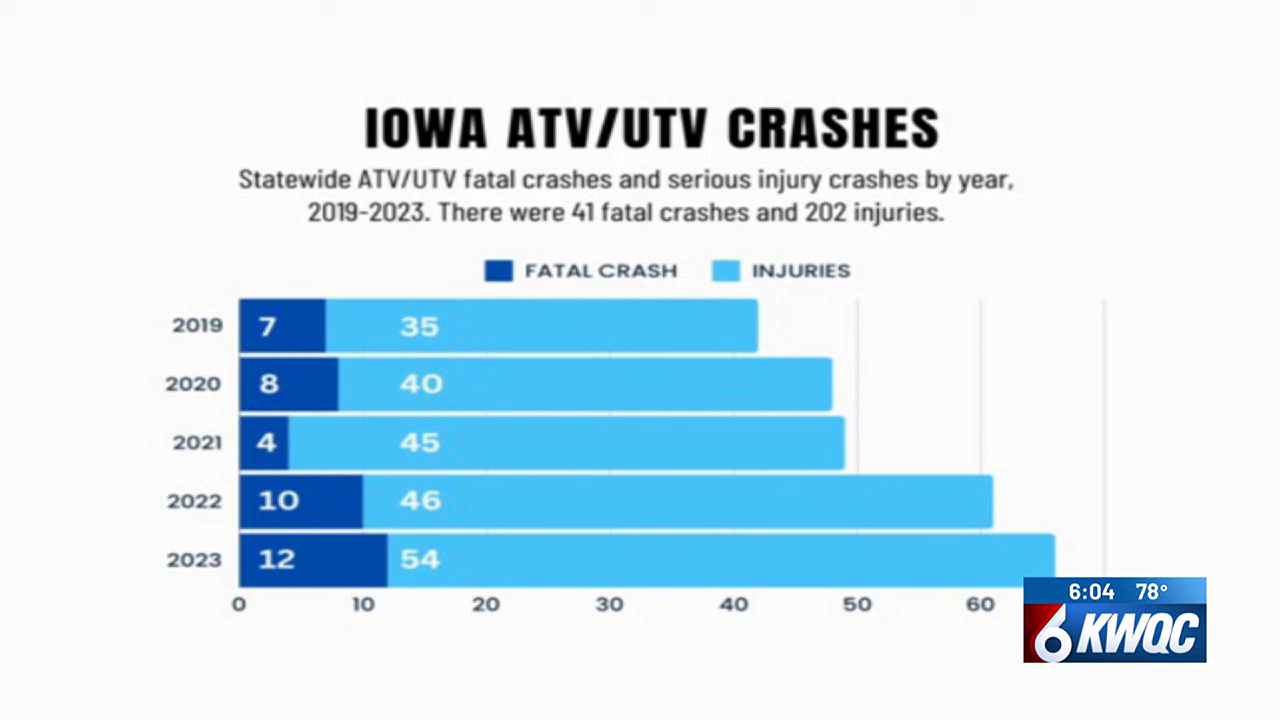 IOWA ATV/UTV CRASHES
Statewide ATV/UTV fatal crashes and serious injury crashes by year,
2019-2023. There were 41 fatal crashes and 202 injuries.
FATAL CRASH INJURIES
2019 7 35
2020 8 40
2021 4 45
2022 10 46
2023 12 54
0 10 20 30 40 50 60
6:04 78°
6 KWQC